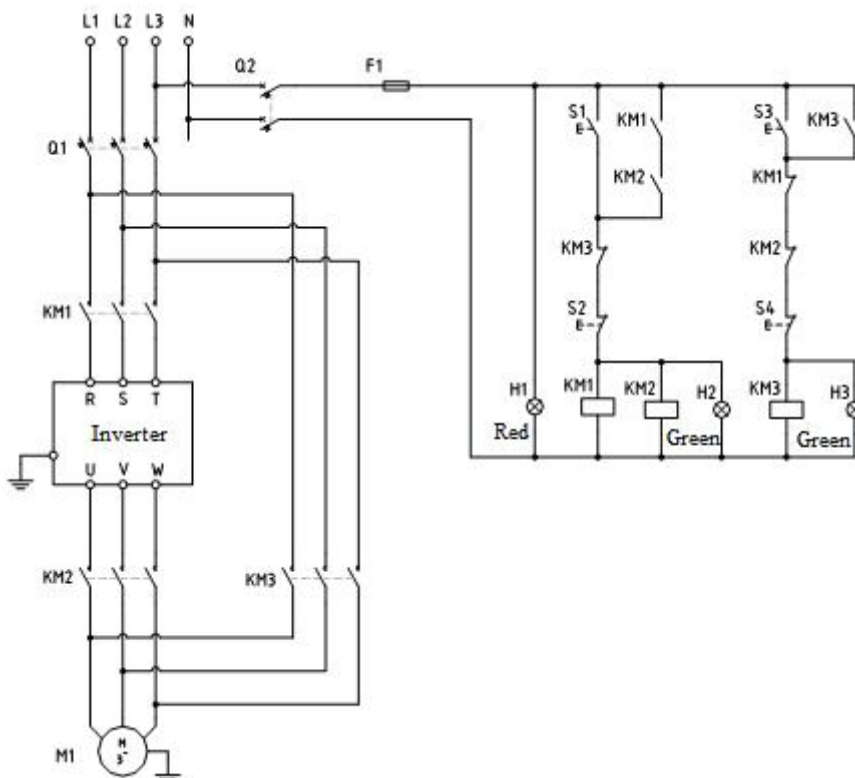 L1 L2 L3 N
Q2 F1
S1 KM1 S3 KM3
E E
Q1
KM2 KM1
KM3 KM2
KM1
S2 S4
E E
H1 KM1 KM2 H2 KM3 H3
R S T
Red Green Green
Inverter
U V W
KM2 KM3
M1 M
3~